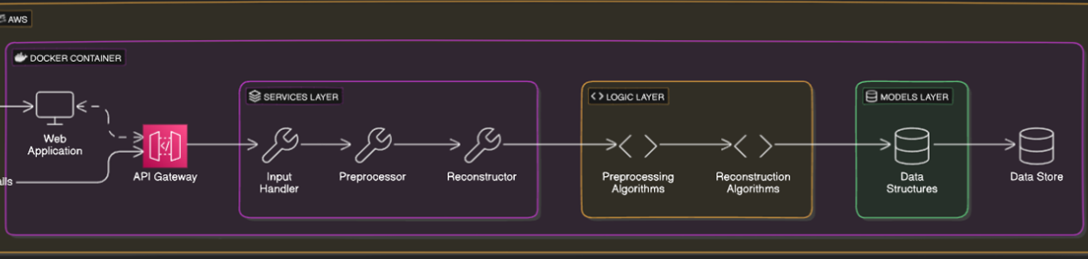 AWS
DOCKER CONTAINER
SERVICES LAYER
LOGIC LAYER
MODELS LAYER
Web
Application
API Gateway
Input
Handler
Preprocessor
Reconstructor
Preprocessing
Algorithms
Reconstruction
Algorithms
Data
Structures
Data Store